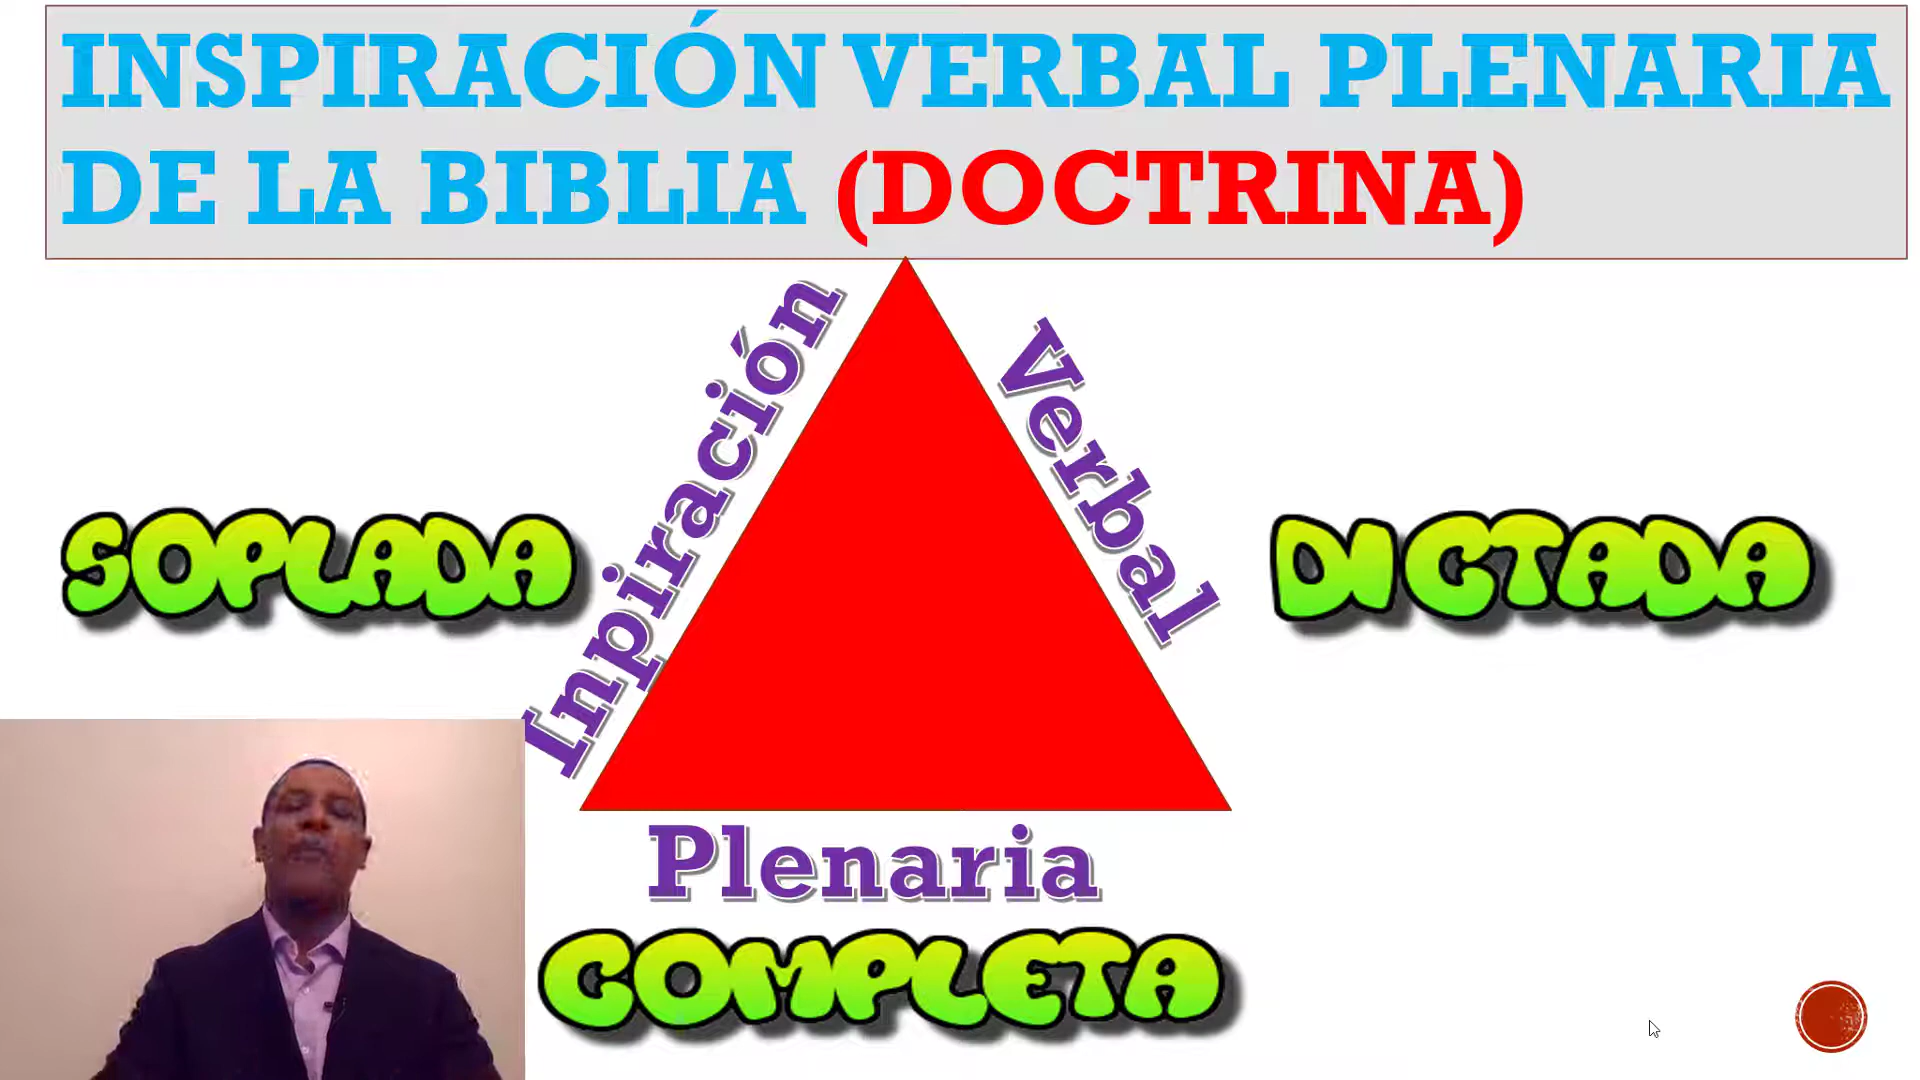 INSPIRACIÓN VERBAL PLENARIA
DE LA BIBLIA (DOCTRINA)
Inpiración
Verbal
SOPLADA
DICTADA
Plenaria
COMPLETA